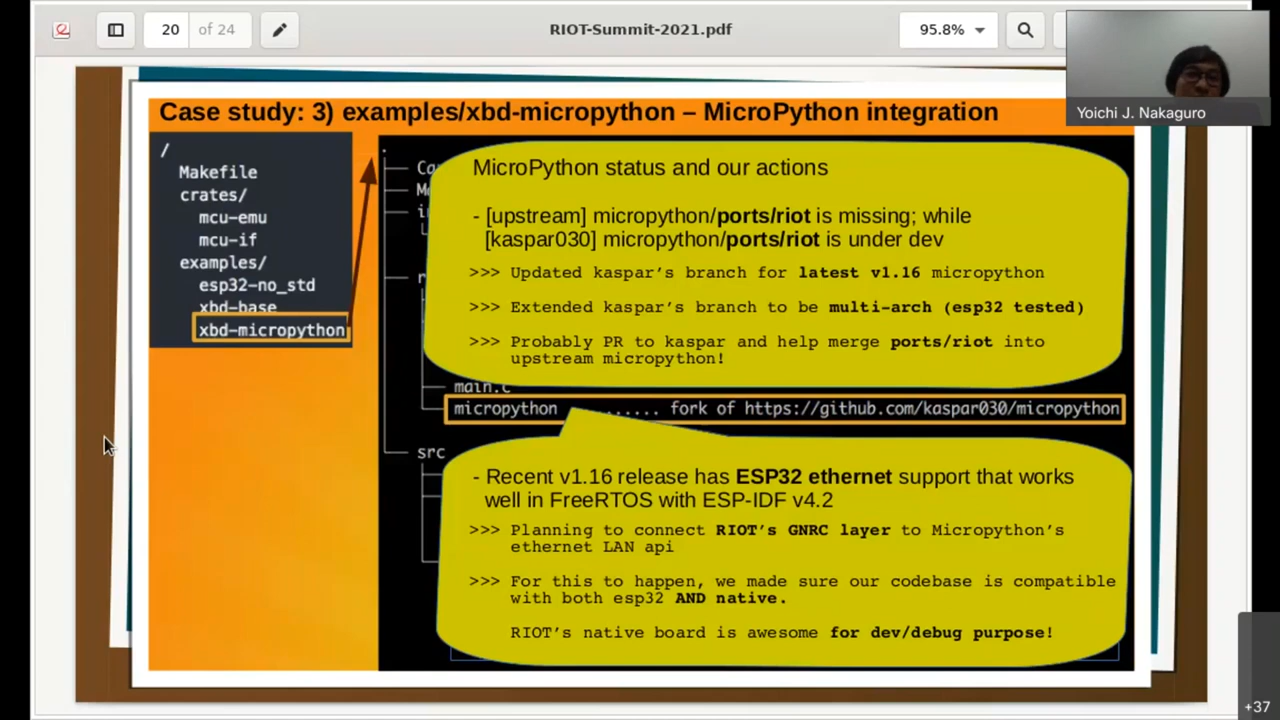 20 of 24
RIOT-Summit-2021.pdf
95.8%
Yoichi J. Nakaguro
Case study: 3) examples/xbd-micropython – MicroPython integration
/
Makefile
crates/
mcu-emu
mcu-if
examples/
esp32-no_std
xbd-base
xbd-micropython
MicroPython status and our actions
- [upstream] micropython/ports/riot is missing; while
[kaspar030] micropython/ports/riot is under dev
>>> Updated kaspar's branch for latest v1.16 micropython
>>> Extended kaspar's branch to be multi-arch (esp32 tested)
>>> Probably PR to kaspar and help merge ports/riot into
upstream micropython!
main.c
micropython ...... fork of https://github.com/kaspar030/micropython
src
- Recent v1.16 release has ESP32 ethernet support that works
well in FreeRTOS with ESP-IDF v4.2
>>> Planning to connect RIOT's GNRC layer to Micropython's
ethernet LAN api
>>> For this to happen, we made sure our codebase is compatible
with both esp32 AND native.
RIOT's native board is awesome for dev/debug purpose!
+37